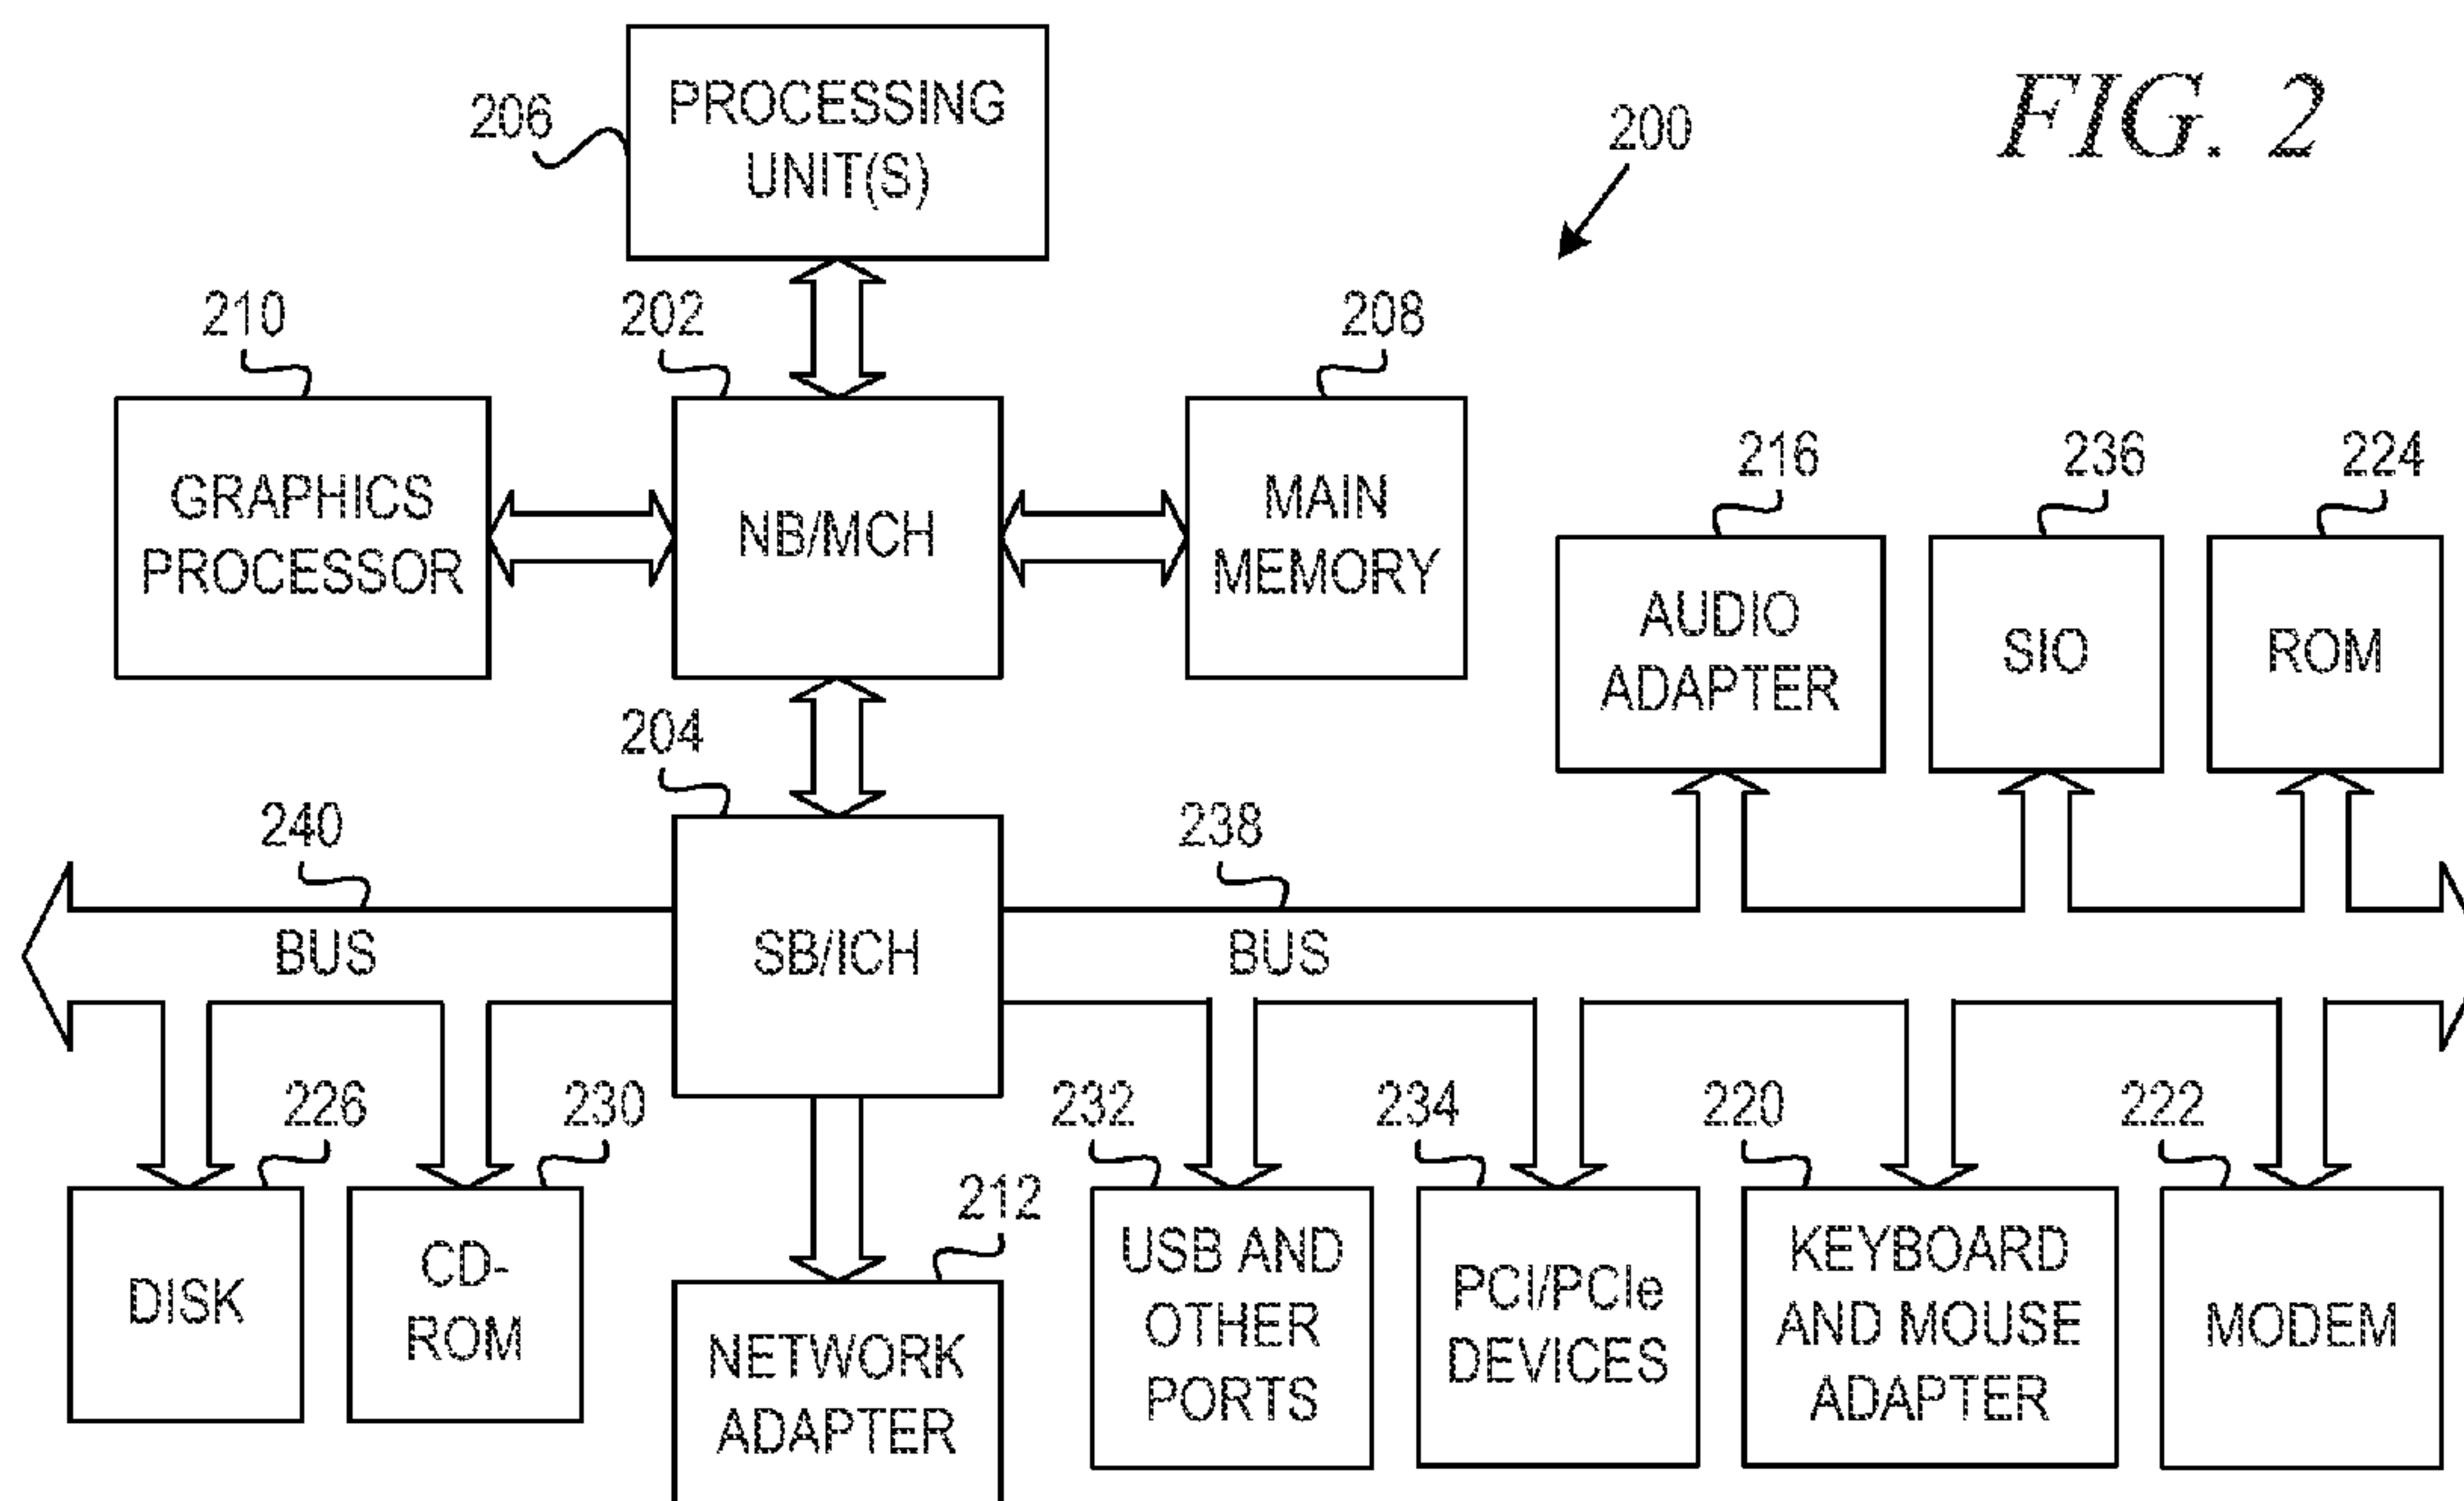 FIG. 2
200
206
PROCESSING
UNIT(S)
210
202
208
GRAPHICS
PROCESSOR
NB/MCH
MAIN
MEMORY
216
236
224
AUDIO
ADAPTER
SIO
ROM
204
240
238
BUS
SB/ICH
BUS
226
230
212
232
234
220
222
DISK
CD-
ROM
NETWORK
ADAPTER
USB AND
OTHER
PORTS
PCI/PCIe
DEVICES
KEYBOARD
AND MOUSE
ADAPTER
MODEM